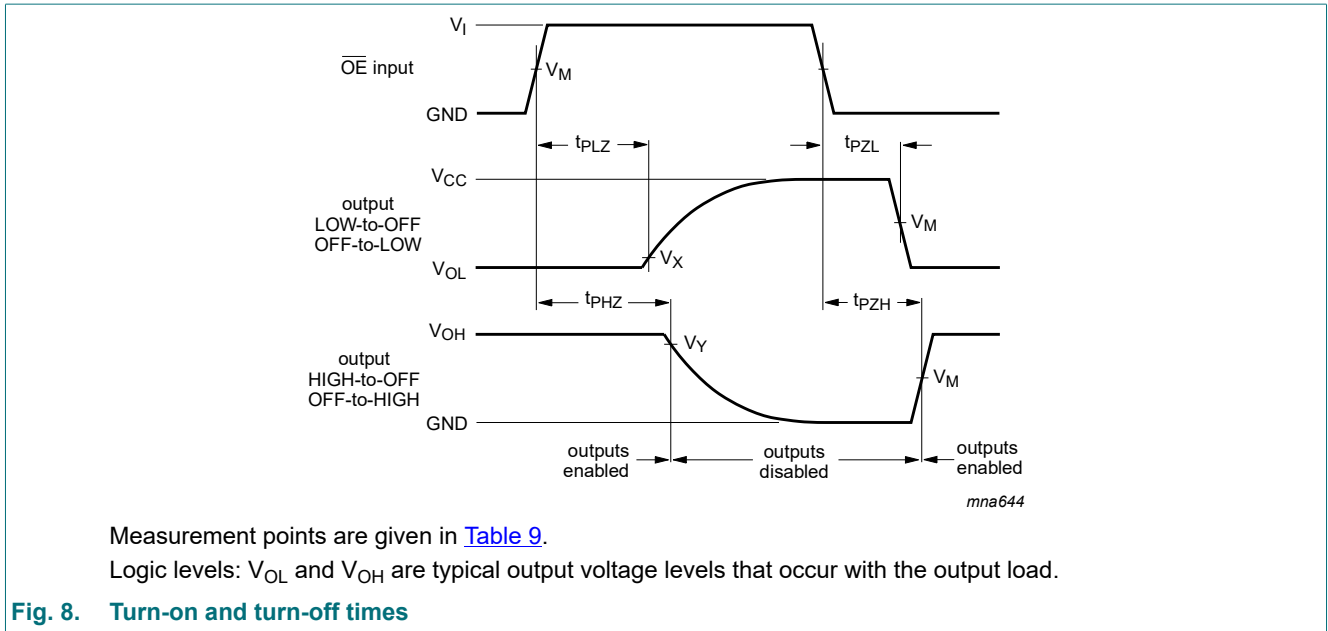 V_I
OE input
V_M
GND
t_PLZ
t_PZL
V_CC
output
LOW-to-OFF
OFF-to-LOW
V_M
V_X
V_OL
t_PHZ
t_PZH
V_OH
output
HIGH-to-OFF
OFF-to-HIGH
V_Y
V_M
GND
outputs
enabled
outputs
disabled
outputs
enabled
mna644
Measurement points are given in Table 9.
Logic levels: V_OL and V_OH are typical output voltage levels that occur with the output load.
Fig. 8. Turn-on and turn-off times